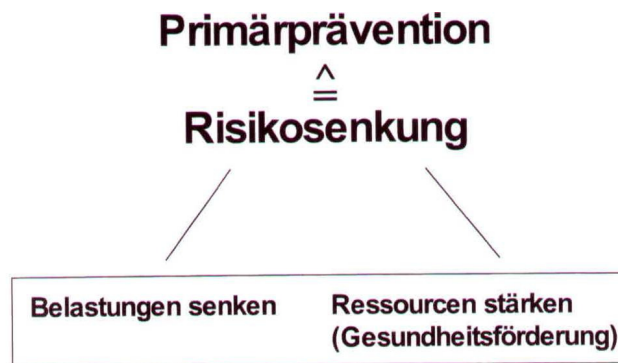 Primärprävention
≙
Risikosenkung
Belastungen senken Ressourcen stärken
(Gesundheitsförderung)